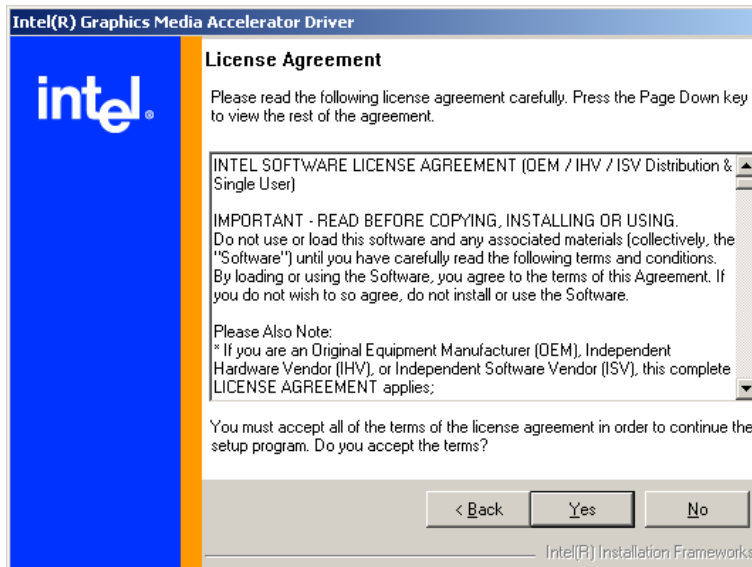 Intel(R) Graphics Media Accelerator Driver
intel®
License Agreement
Please read the following license agreement carefully. Press the Page Down key
to view the rest of the agreement.
INTEL SOFTWARE LICENSE AGREEMENT (OEM / IHV / ISV Distribution &
Single User)
IMPORTANT - READ BEFORE COPYING, INSTALLING OR USING.
Do not use or load this software and any associated materials (collectively, the
"Software") until you have carefully read the following terms and conditions.
By loading or using the Software, you agree to the terms of this Agreement. If
you do not wish to so agree, do not install or use the Software.
Please Also Note:
* If you are an Original Equipment Manufacturer (OEM), Independent
Hardware Vendor (IHV), or Independent Software Vendor (ISV), this complete
LICENSE AGREEMENT applies;
You must accept all of the terms of the license agreement in order to continue the
setup program. Do you accept the terms?
< Back
Yes
No
Intel(R) Installation Frameworks